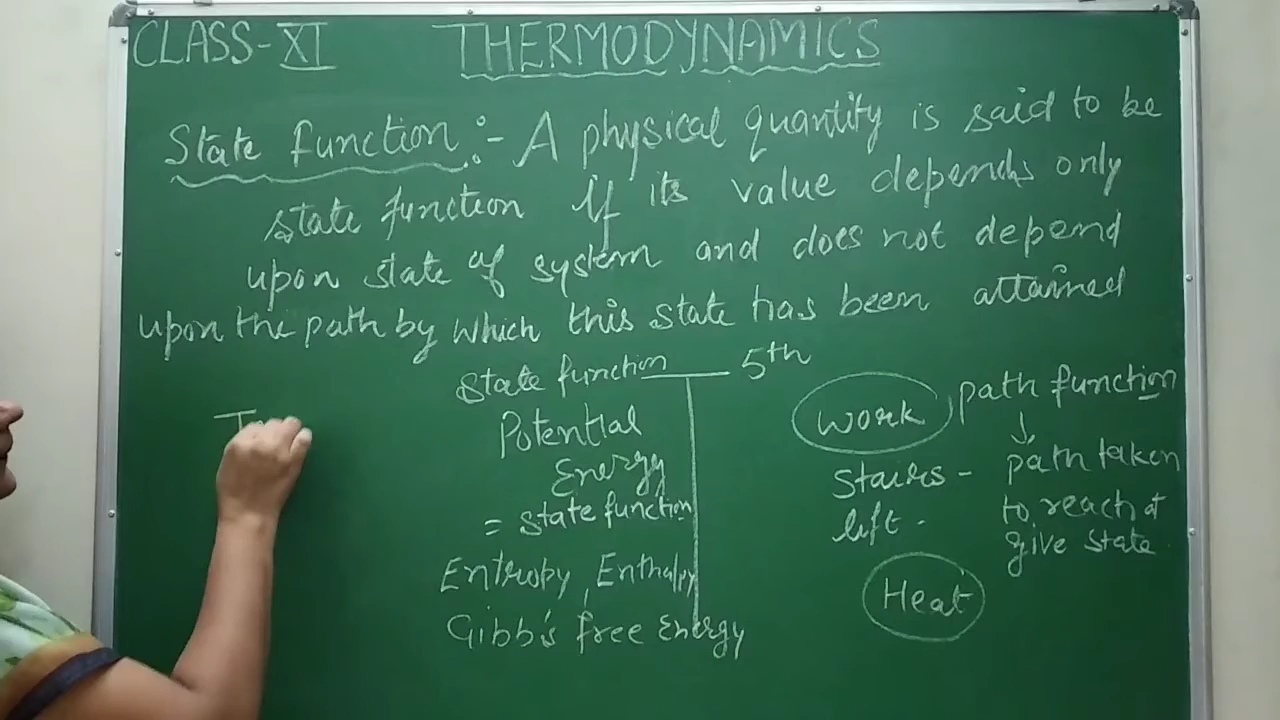 CLASS-XI THERMODYNAMICS
State function :- A physical quantity is said to be
state function if its value depends only
upon state of system and does not depend
upon the path by which this state has been attained
State function 5th
Potential
Energy
= state function
Entropy, Enthalpy
Gibb's free Energy
Work path function
↓
Stairs - path taken
lift - to reach at
give state
Heat